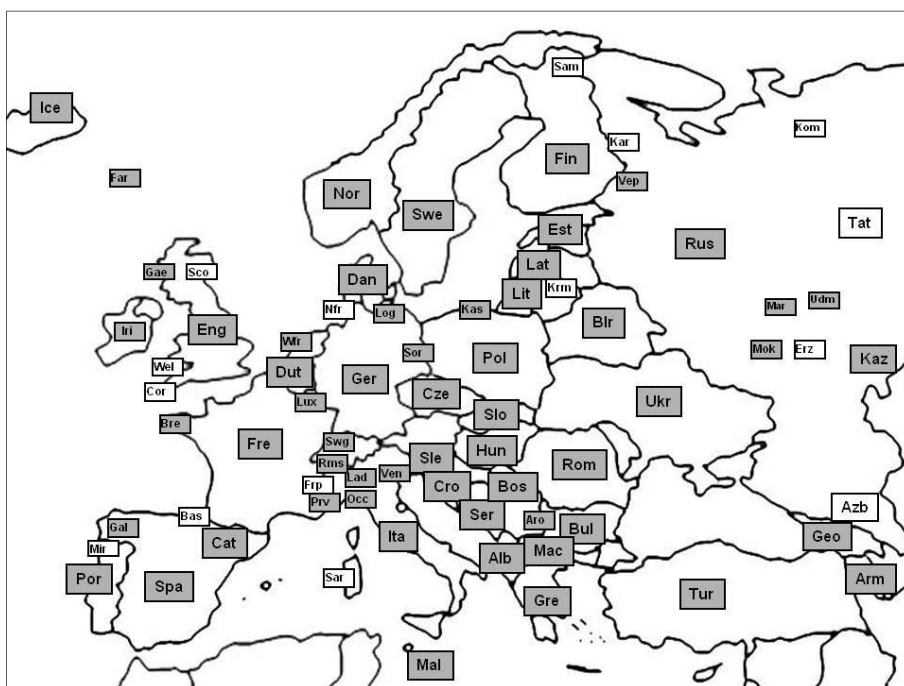 Sam
Ice
Kom
Kar
Fin
Far
Vep
Nor
Swe
Tat
Est
Rus
Lat
Gae
Sco
Dan
Krm
Lit
Udm
Mar
Nfr
Log
Kas
Iri
Eng
Blr
Wfr
Mok
Erz
Sor
Pol
Kaz
Wel
Dut
Ger
Cor
Cze
Lux
Ukr
Slo
Bre
Fre
Swg
Hun
Sle
Rms
Rom
Lad
Ven
Frp
Cro
Bos
Prv
Occ
Azb
Ser
Aro
Bas
Gal
Bul
Ita
Geo
Cat
Mir
Mac
Alb
Por
Spa
Sar
Arm
Tur
Gre
Mal